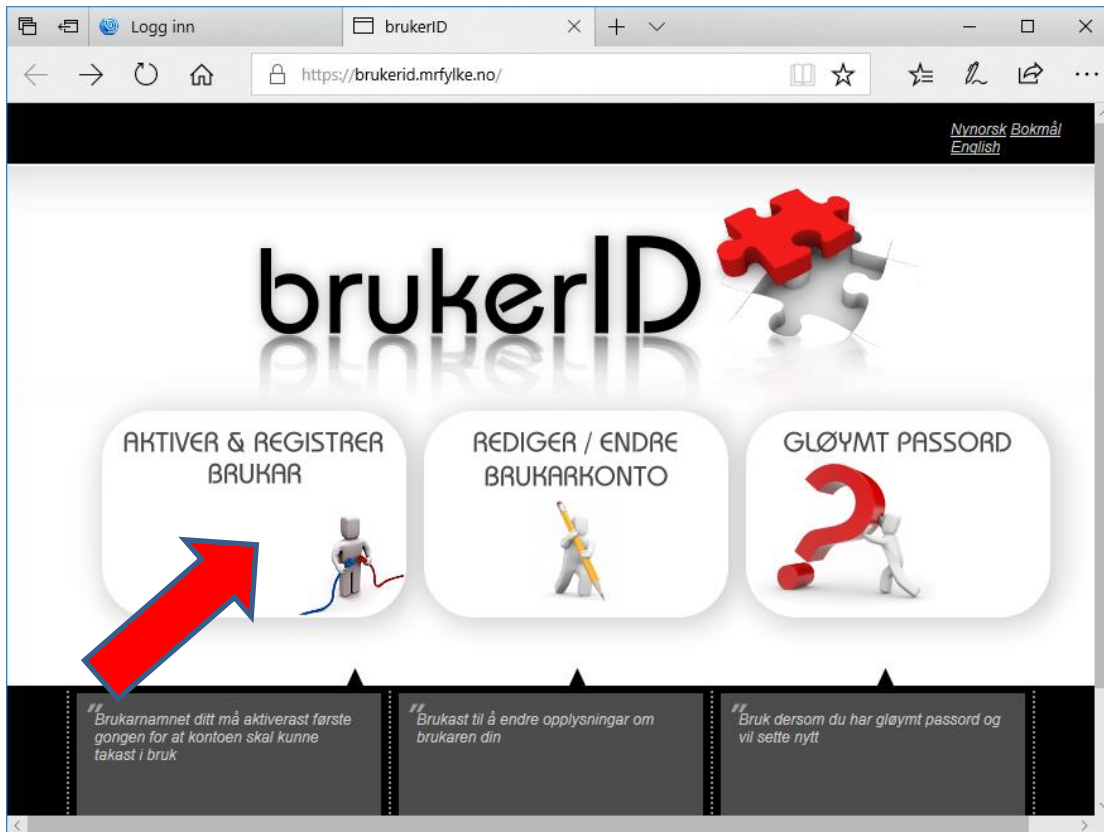 Logg inn
brukerID
https://brukerid.mrfylke.no/
Nynorsk Bokmål
English
brukerID
AKTIVER & REGISTRER
BRUKAR
REDIGER / ENDRE
BRUKARKONTO
GLØYMT PASSORD
"Brukarnamnet ditt må aktiverast første
gongen for at kontoen skal kunne
takast i bruk
"Brukast til å endre opplysningar om
brukaren din
"Bruk dersom du har gløymt passord og
vil sette nytt